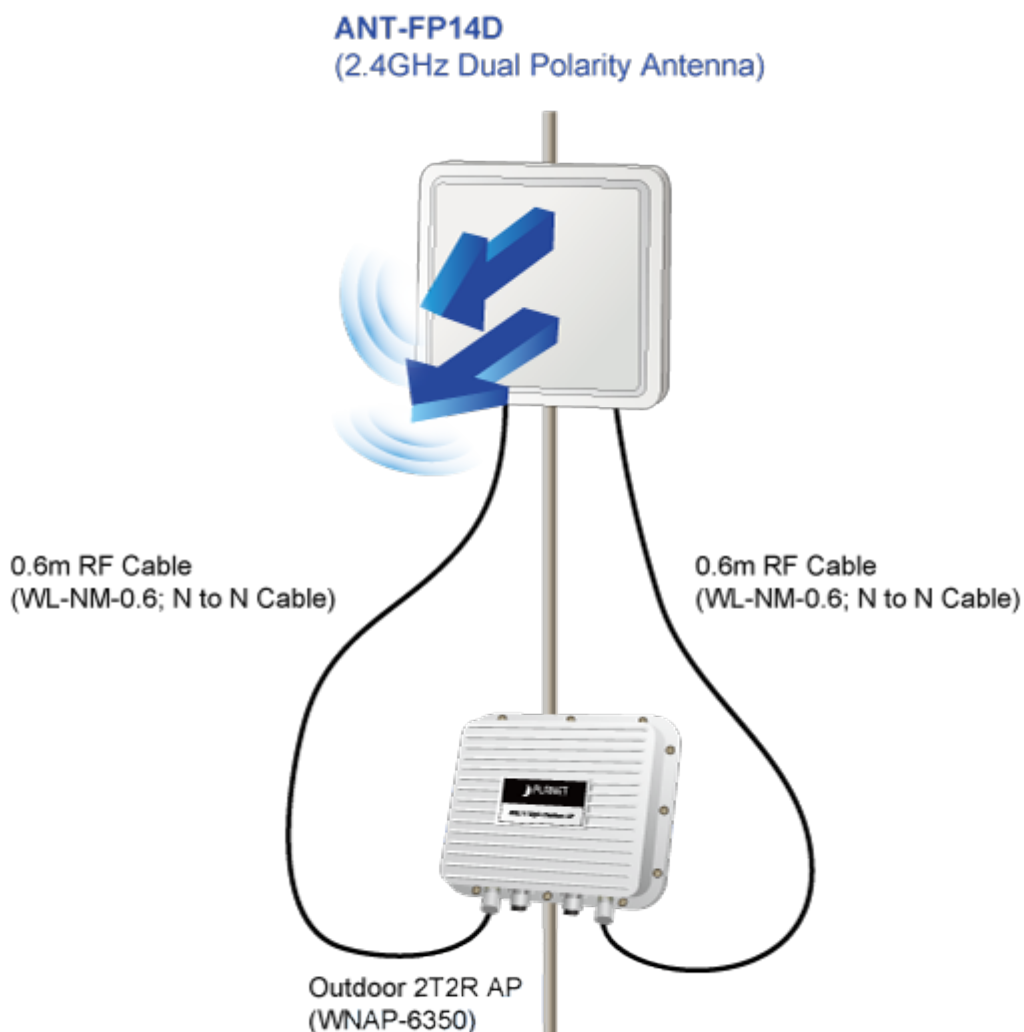 ANT-FP14D
(2.4GHz Dual Polarity Antenna)
0.6m RF Cable
(WL-NM-0.6; N to N Cable)
0.6m RF Cable
(WL-NM-0.6; N to N Cable)
PLANET
Outdoor 2T2R AP
(WNAP-6350)